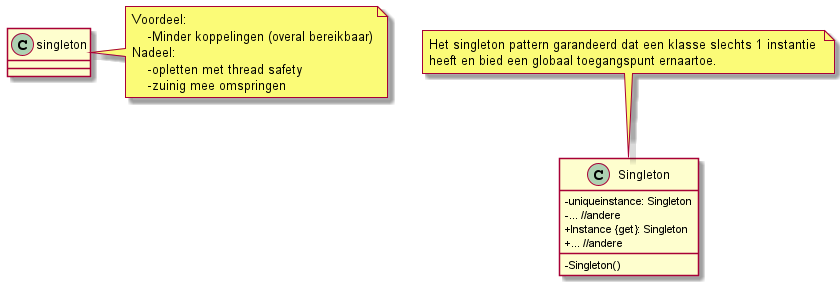 C singleton
Voordeel:
-Minder koppelingen (overal bereikbaar)
Nadeel:
-opletten met thread safety
-zuinig mee omspringen
Het singleton pattern garandeerd dat een klasse slechts 1 instantie
heeft en bied een globaal toegangspunt ernaartoe.
C Singleton
-uniqueinstance: Singleton
-... //andere
+Instance {get}: Singleton
+... //andere
-Singleton()